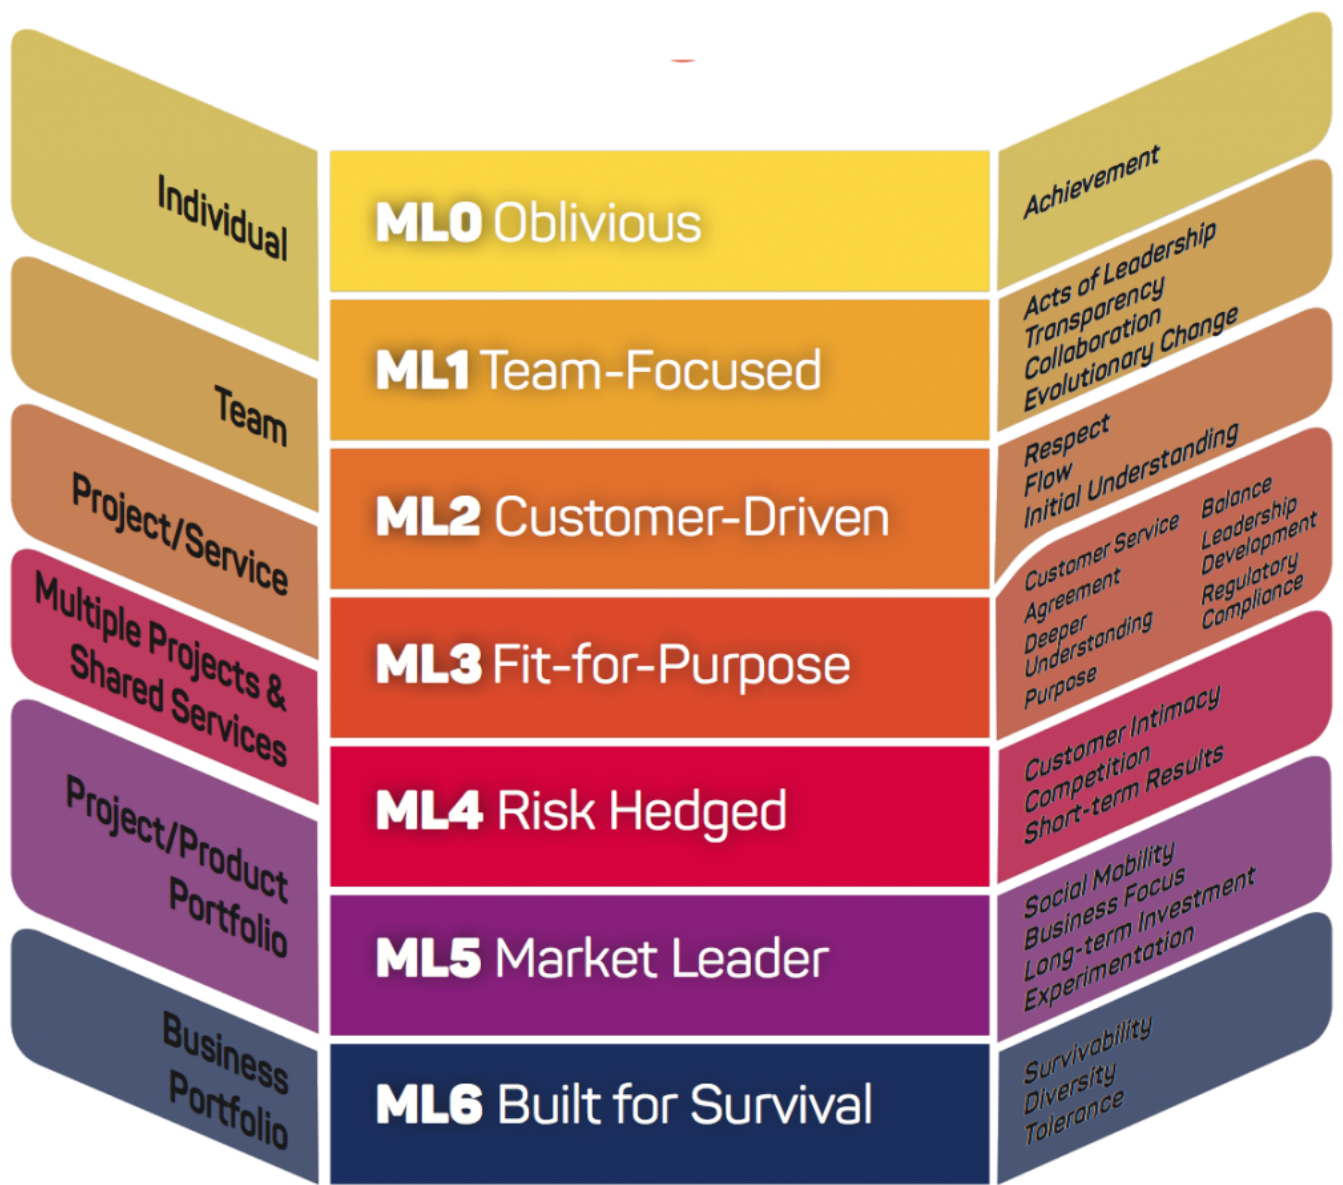 Individual
Team
Project/Service
Multiple Projects &
Shared Services
Project/Product
Portfolio
Business
Portfolio
ML0 Oblivious
ML1 Team-Focused
ML2 Customer-Driven
ML3 Fit-for-Purpose
ML4 Risk Hedged
ML5 Market Leader
ML6 Built for Survival
Achievement
Acts of Leadership
Transparency
Collaboration
Evolutionary Change
Respect
Flow
Initial Understanding
Customer Service
Agreement
Deeper
Understanding
Purpose
Balance
Leadership
Development
Regulatory
Compliance
Customer Intimacy
Competition
Short-term Results
Social Mobility
Business Focus
Long-term Investment
Experimentation
Survivability
Diversity
Tolerance